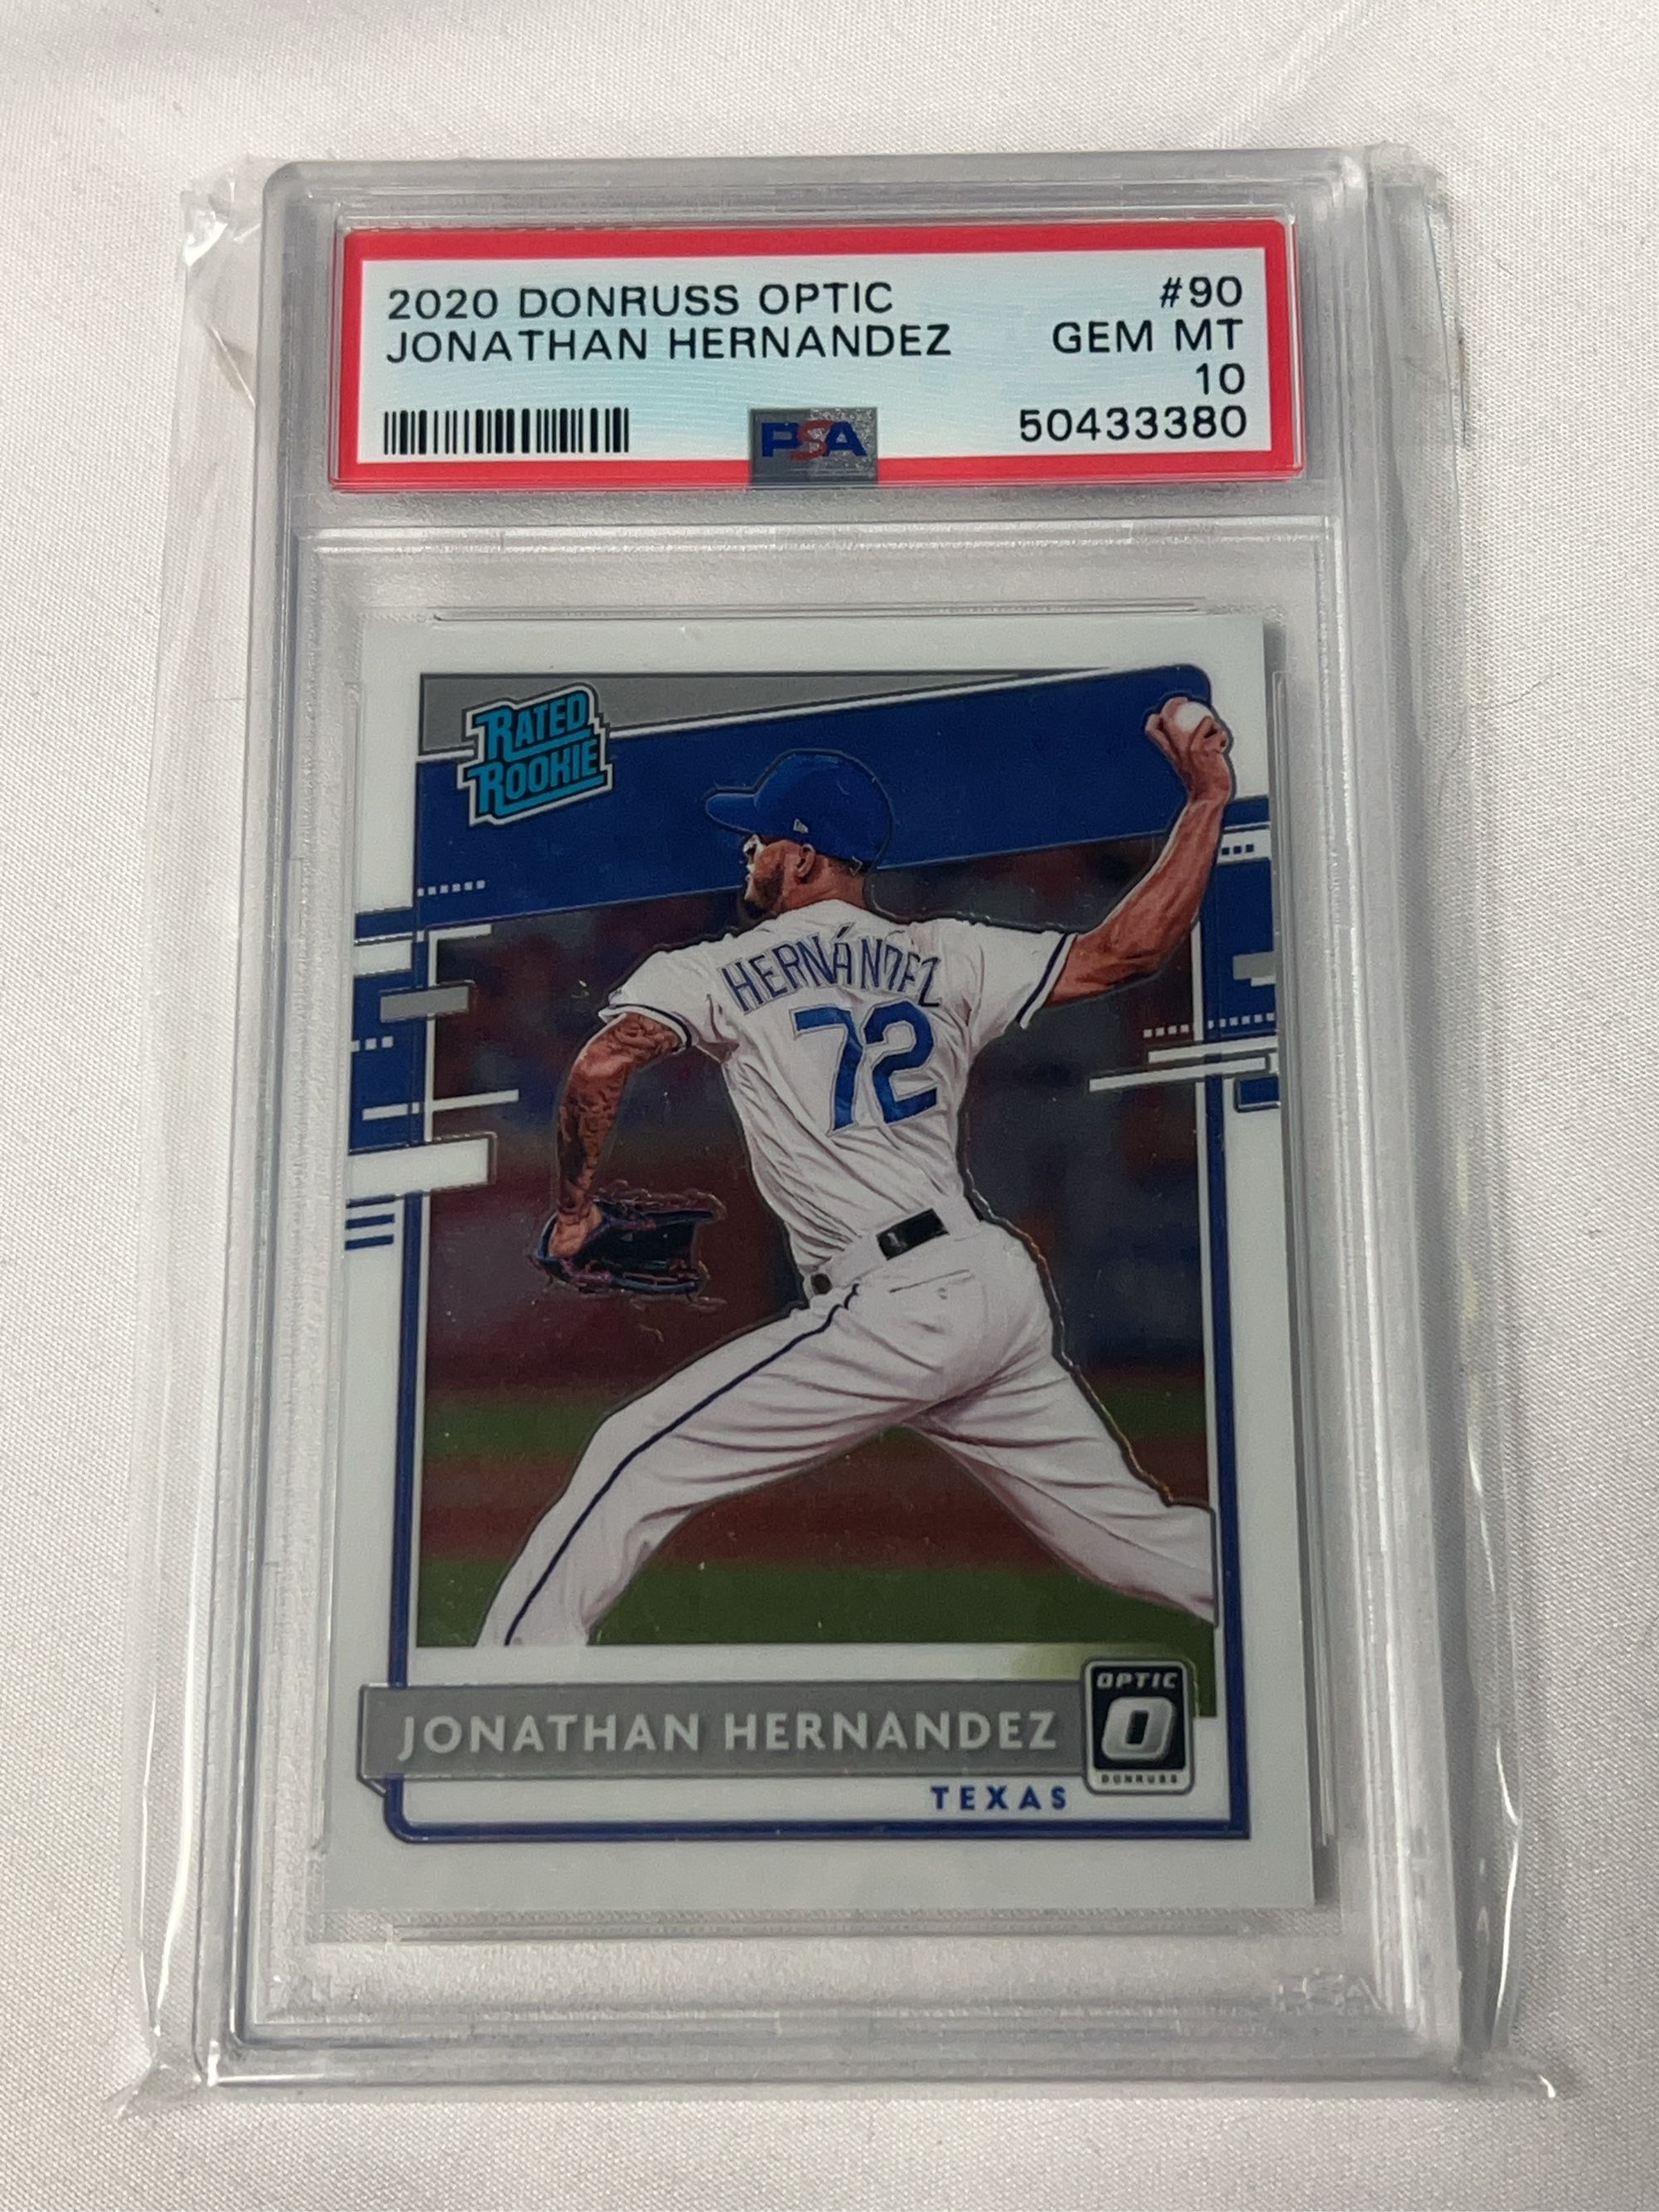 2020 DONRUSS OPTIC #90
JONATHAN HERNANDEZ GEM MT
10
PSA 50433380
RATED
ROOKIE
HERNÁNDEZ
72
JONATHAN HERNANDEZ
OPTIC
O
DONRUSS
TEXAS
PSA